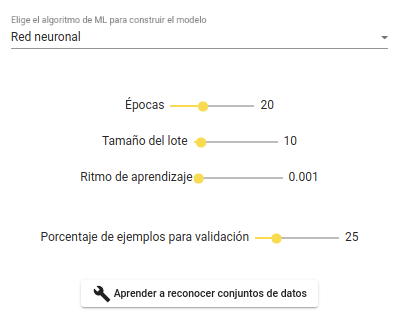 Elige el algoritmo de ML para construir el modelo
Red neuronal
Épocas 20
Tamaño del lote 10
Ritmo de aprendizaje 0.001
Porcentaje de ejemplos para validación 25
Aprender a reconocer conjuntos de datos